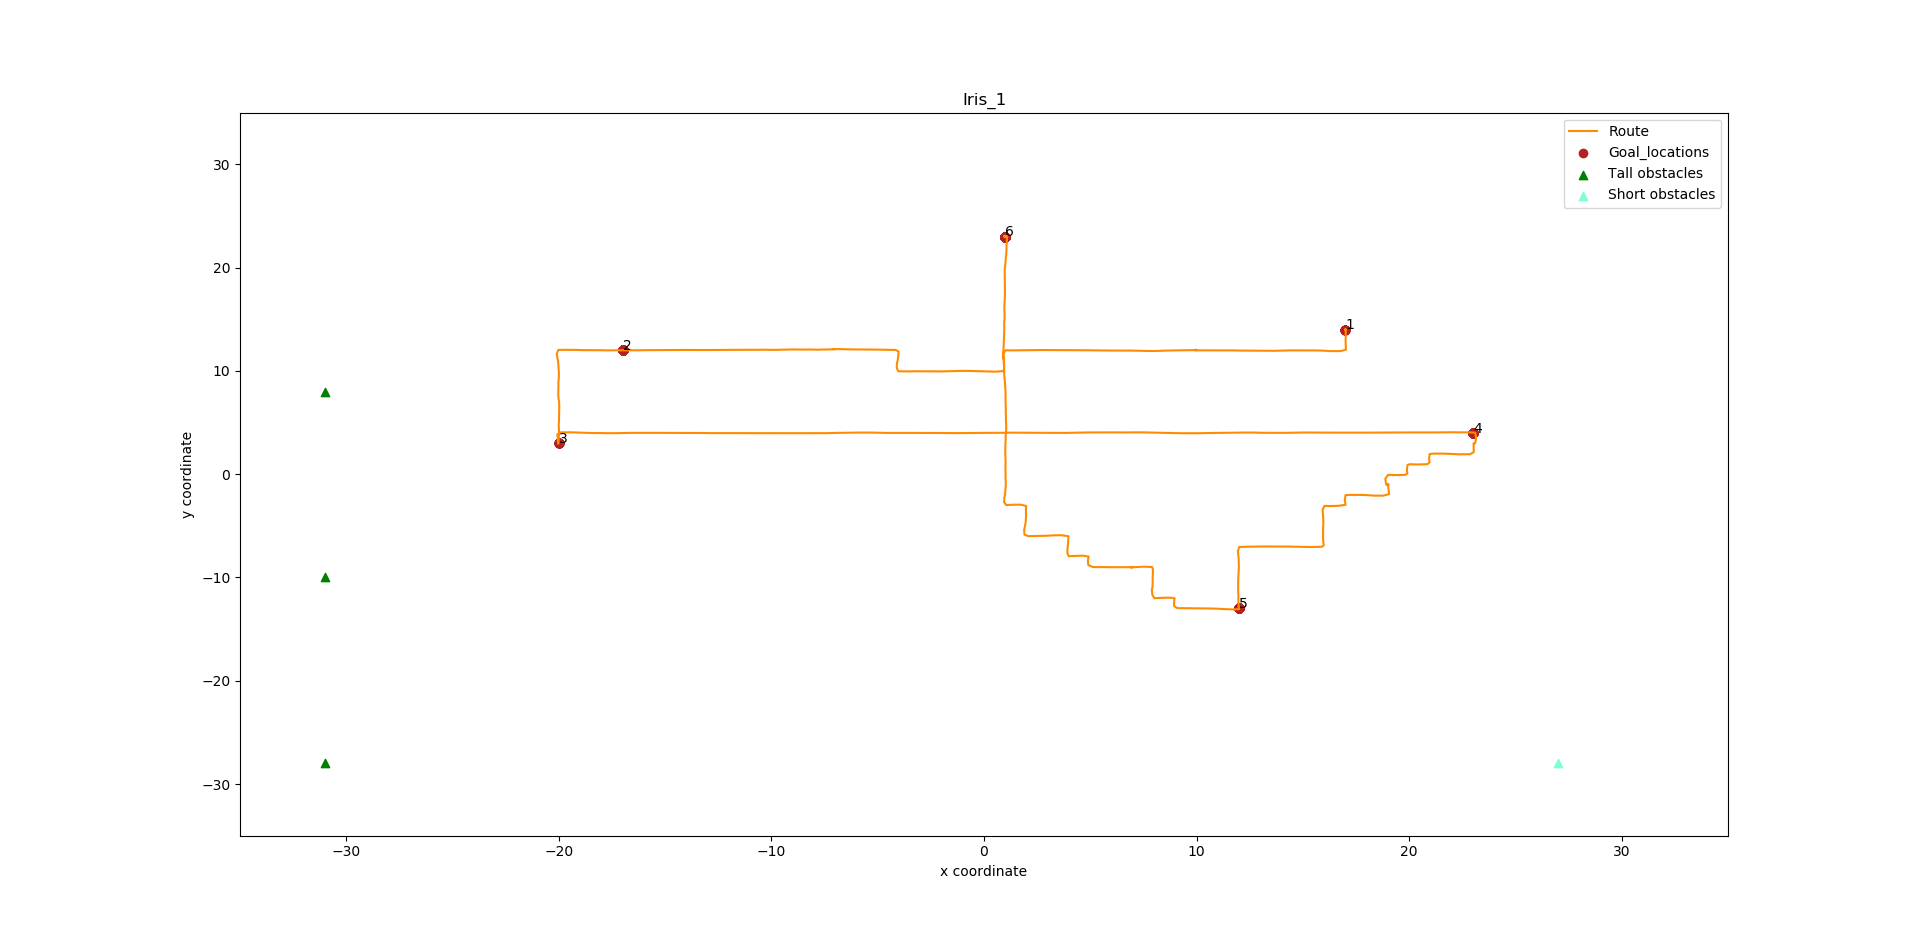 Iris_1
Route
Goal_locations
Tall obstacles
Short obstacles
30
20
10
0
−10
−20
−30
y coordinate
6
1
2
4
3
5
−30
−20
−10
0
10
20
30
x coordinate